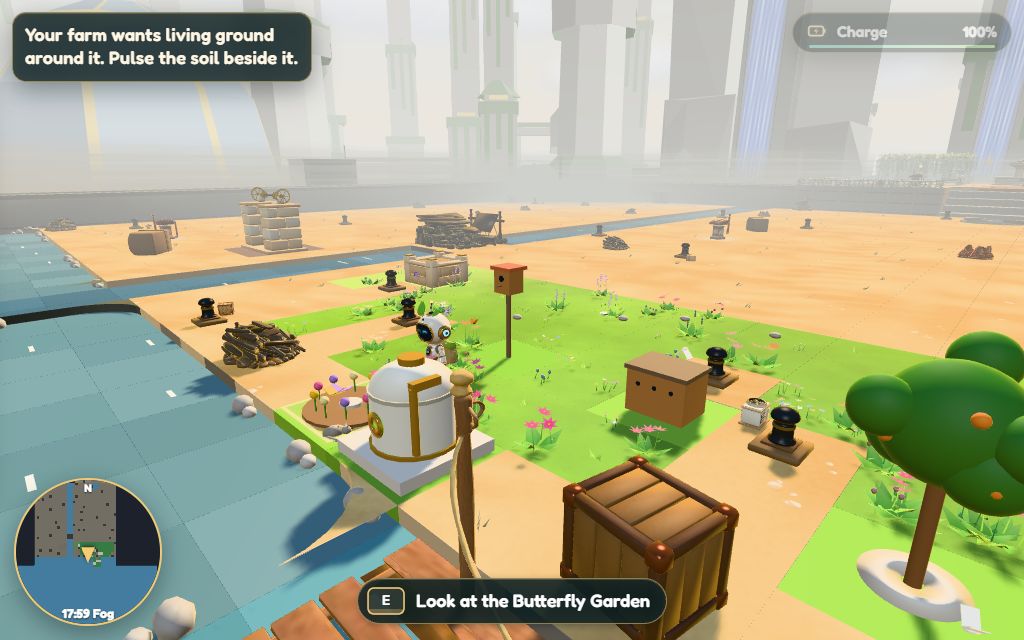 Your farm wants living ground
around it. Pulse the soil beside it.
Charge 100%
N
17:59 Fog
E Look at the Butterfly Garden